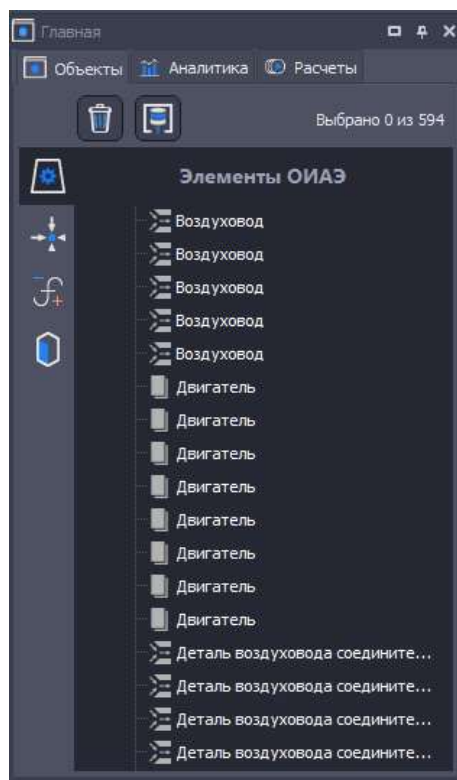 Главная
Объекты Аналитика Расчеты
Выбрано 0 из 594
Элементы ОИАЭ
Воздуховод
Воздуховод
Воздуховод
Воздуховод
Воздуховод
Двигатель
Двигатель
Двигатель
Двигатель
Двигатель
Двигатель
Двигатель
Двигатель
Деталь воздуховода соедините...
Деталь воздуховода соедините...
Деталь воздуховода соедините...
Деталь воздуховода соедините...